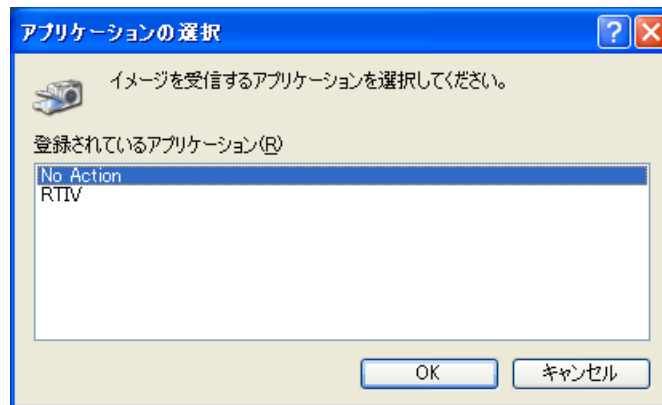 アプリケーションの選択
イメージを受信するアプリケーションを選択してください。
登録されているアプリケーション(R)
No Action
RTIV
OK
キャンセル